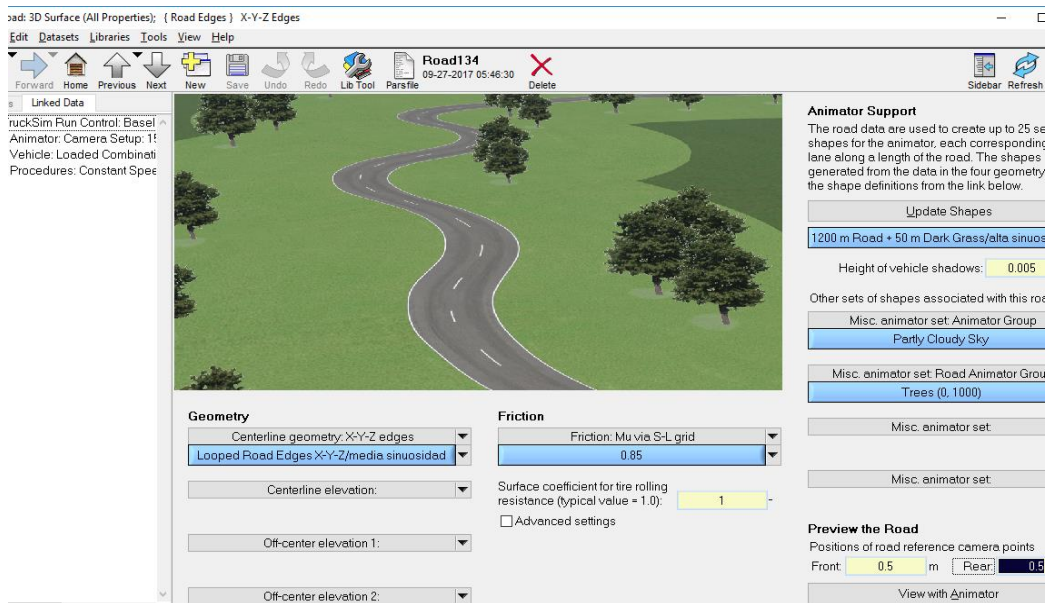 oad: 3D Surface (All Properties); { Road Edges } X-Y-Z Edges
Edit Datasets Libraries Tools View Help
Forward Home Previous Next New Save Undo Redo Lib Tool Parsfile
Road134
09-27-2017 05:46:30
Delete
Sidebar Refresh
s Linked Data
ruckSim Run Control: Basel
Animator: Camera Setup: 15
Vehicle: Loaded Combinati
Procedures: Constant Spee
Geometry
Centerline geometry: X-Y-Z edges
Looped Road Edges X-Y-Z/media sinuosidad
Centerline elevation:
Off-center elevation 1:
Off-center elevation 2:
Friction
Friction: Mu via S-L grid
0.85
Surface coefficient for tire rolling
resistance (typical value = 1.0): 1 -
Advanced settings
Animator Support
The road data are used to create up to 25 se
shapes for the animator, each corresponding
lane along a length of the road. The shapes
generated from the data in the four geometry
the shape definitions from the link below.
Update Shapes
1200 m Road + 50 m Dark Grass/alta sinuos
Height of vehicle shadows: 0.005
Other sets of shapes associated with this roa
Misc. animator set: Animator Group
Partly Cloudy Sky
Misc. animator set: Road Animator Grou
Trees (0, 1000)
Misc. animator set:
Misc. animator set:
Preview the Road
Positions of road reference camera points
Front: 0.5 m Rear: 0.5
View with Animator